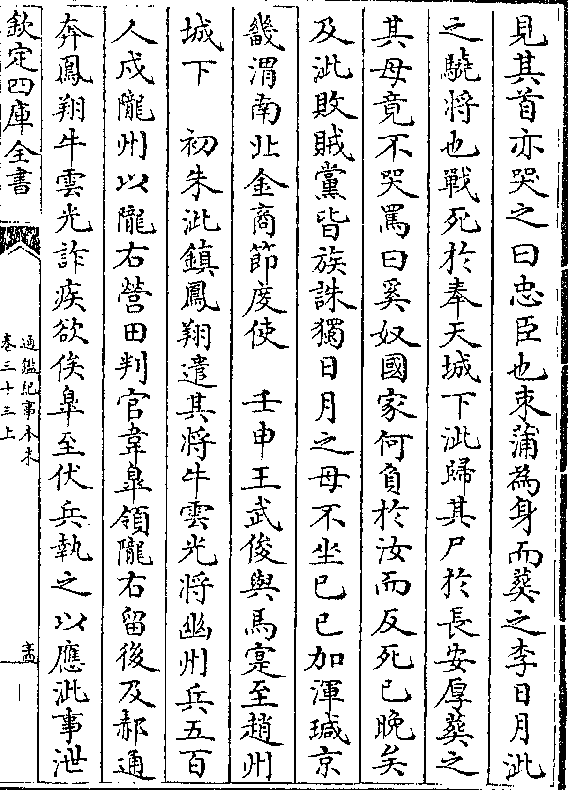 見其首亦哭之曰忠臣也束蒲為身而葬之李日月泚
之驍將也戰死於奉天城下泚歸其尸於長安厚葬之
其母竟不哭罵曰奚奴國家何負於汝而反死已晚矣
及泚敗賊黨皆族誅獨日月之母不坐己巳加渾瑊京
畿渭南北金商節度使　壬申王武俊與馬寔至趙州
城下　初朱泚鎮鳳翔遣其將牛雲光將幽州兵五百
人戍隴州以隴右營田判官韋臯領隴右留後及郝通
奔鳳翔牛雲光詐疾欲俟臯至伏兵執之以應泚事泄
欽定四庫全書
通鑑紀事本末
卷三十三上